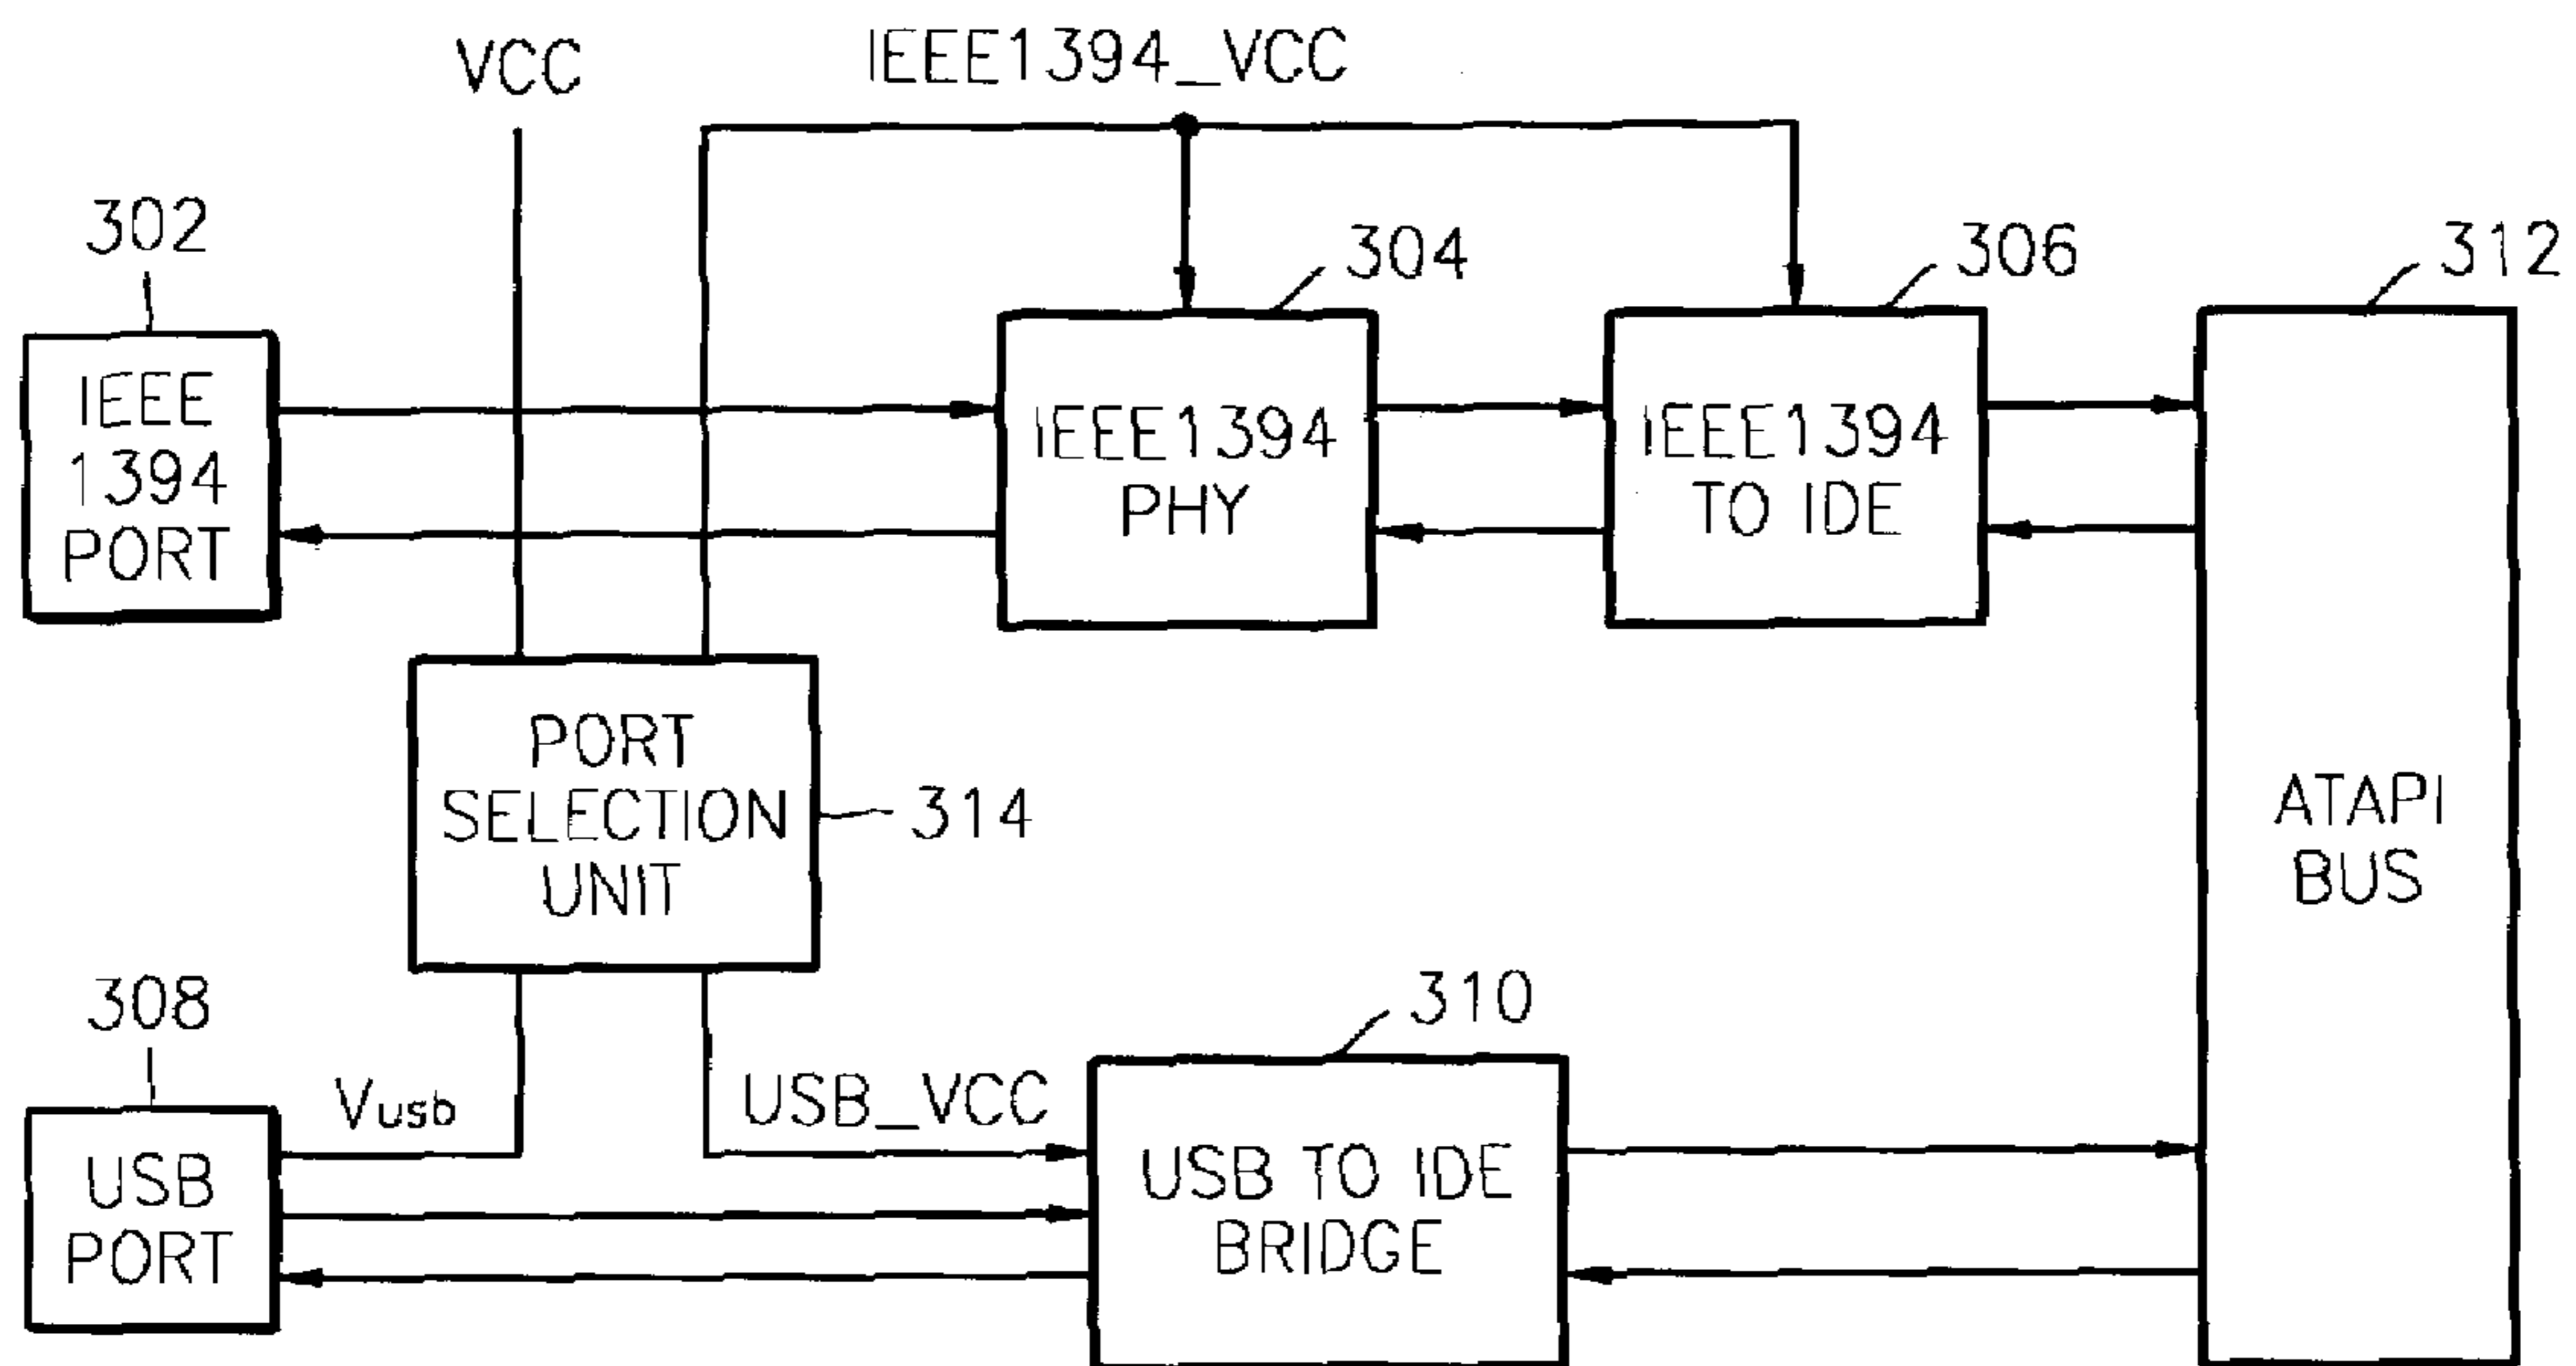 VCC
IEEE1394_VCC
302
304
306
312
IEEE
1394
PORT
IEEE1394
PHY
IEEE1394
TO IDE
PORT
SELECTION
UNIT
314
ATAPI
BUS
308
310
Vusb
USB_VCC
USB
PORT
USB TO IDE
BRIDGE